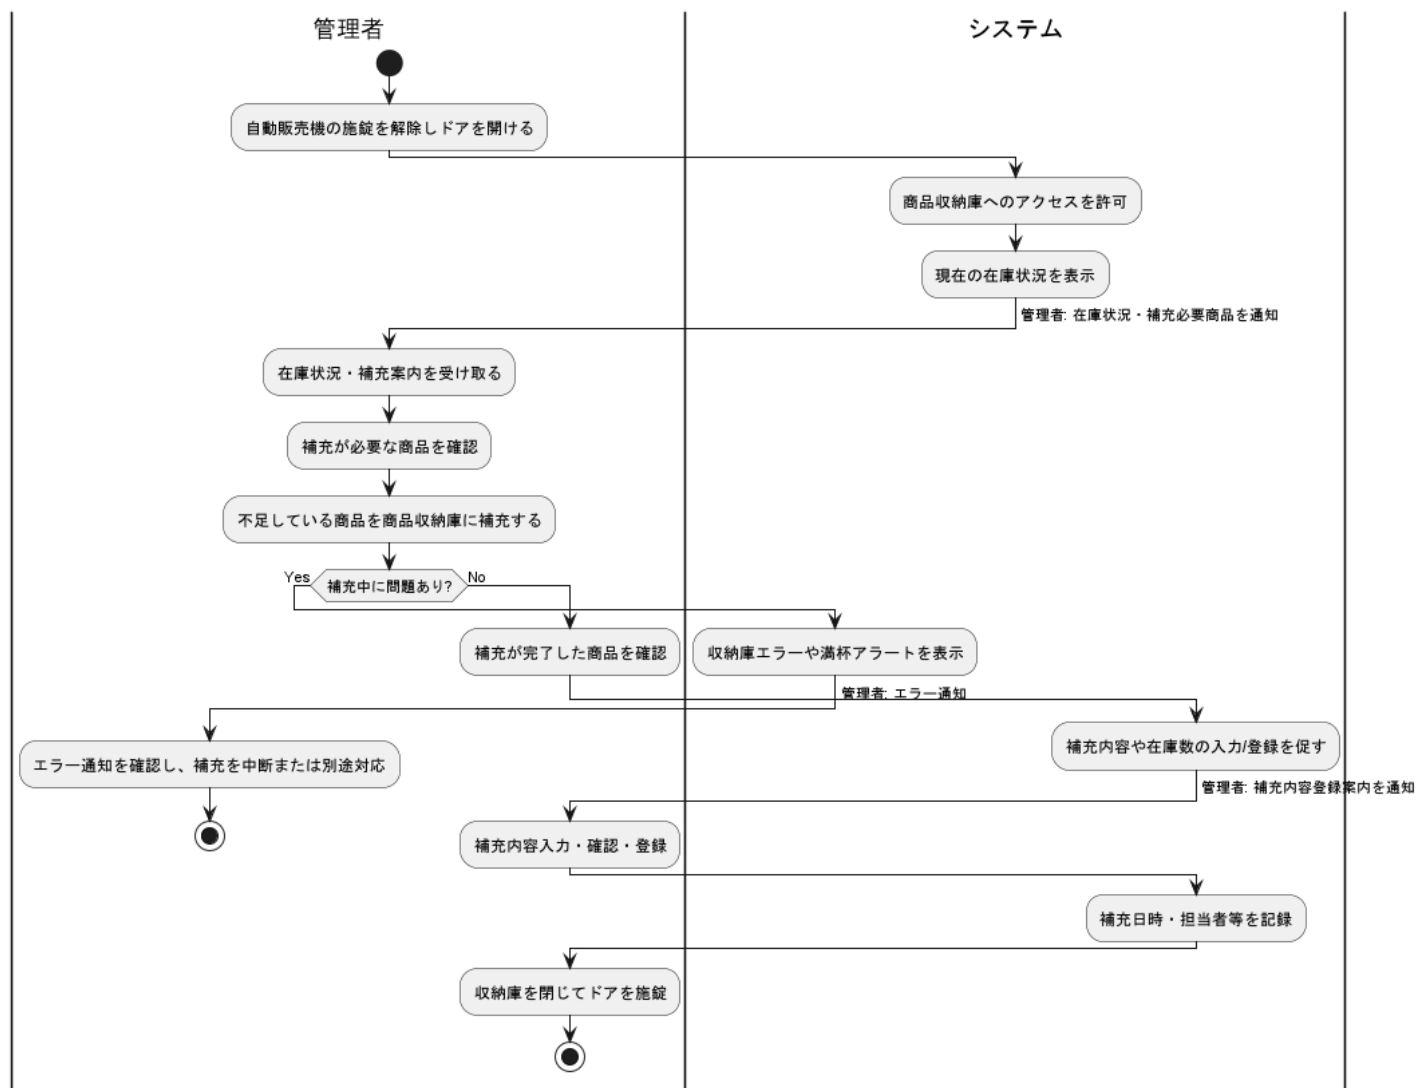 管理者
システム
自動販売機の施錠を解除しドアを開ける
商品収納庫へのアクセスを許可
現在の在庫状況を表示
管理者: 在庫状況・補充必要商品を通知
在庫状況・補充案内を受け取る
補充が必要な商品を確認
不足している商品を商品収納庫に補充する
Yes
補充中に問題あり?
No
補充が完了した商品を確認
収納庫エラーや満杯アラートを表示
管理者: エラー通知
補充内容や在庫数の入力/登録を促す
エラー通知を確認し、補充を中断または別途対応
管理者: 補充内容登録案内を通知
補充内容入力・確認・登録
補充日時・担当者等を記録
収納庫を閉じてドアを施錠